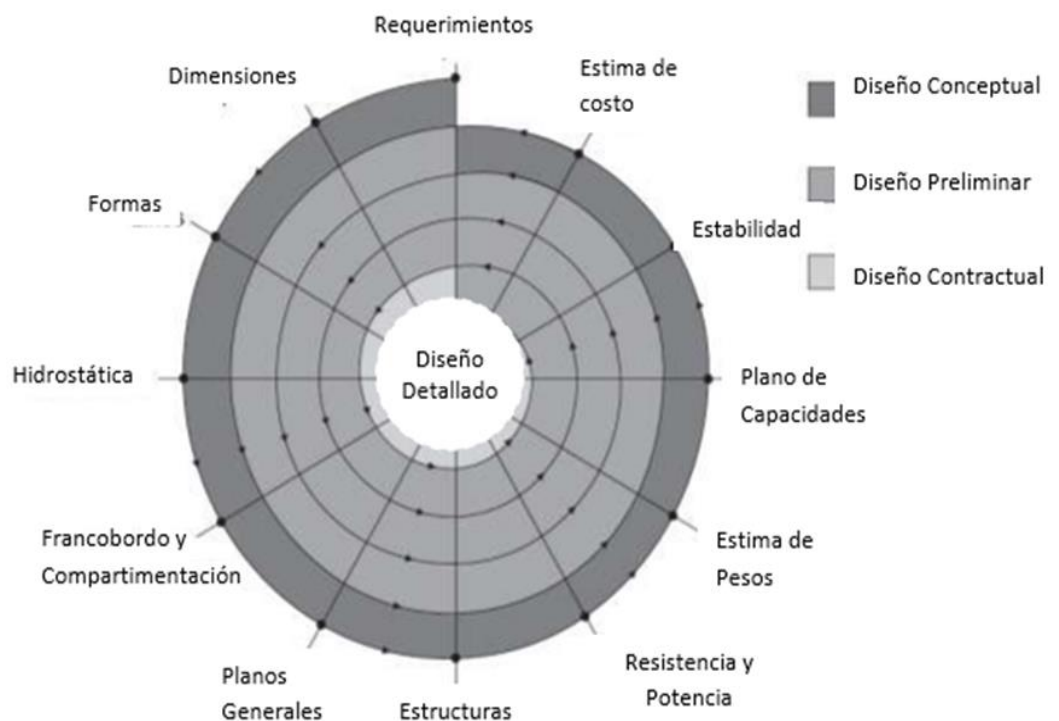 Requerimientos
Dimensiones
Formas
Hidrostática
Francobordo y
Compartimentación
Planos
Generales
Estructuras
Resistencia y
Potencia
Estima de
Pesos
Plano de
Capacidades
Estabilidad
Estima de
costo
Diseño
Detallado
Diseño Conceptual
Diseño Preliminar
Diseño Contractual